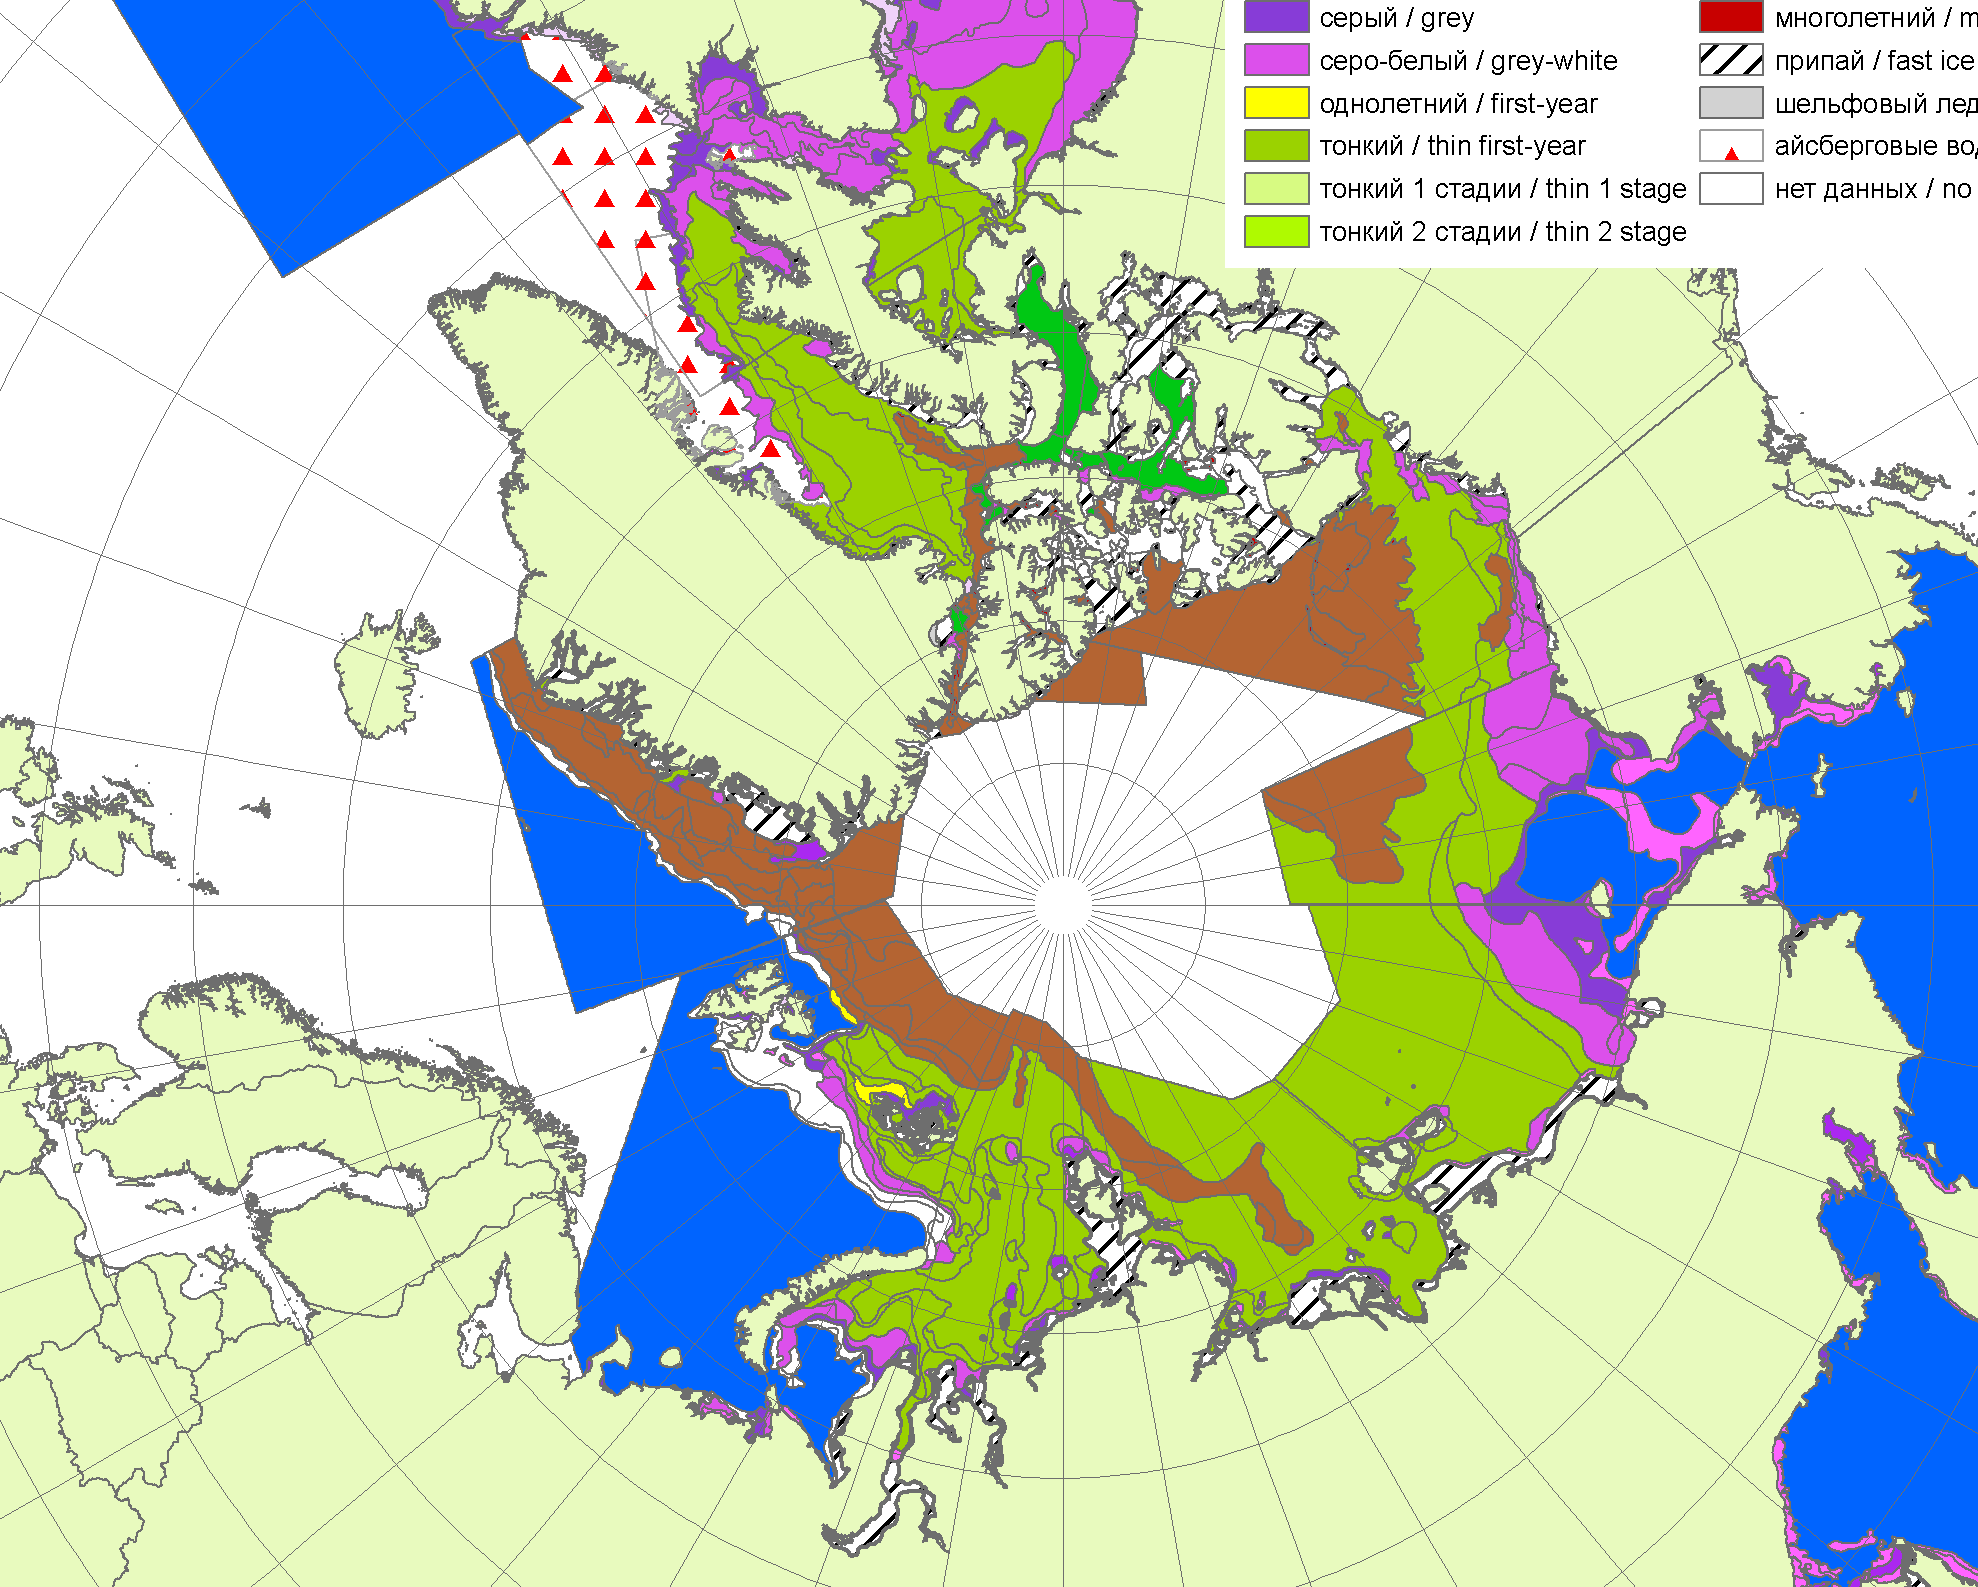 серый / grey
серо-белый / grey-white
однолетний / first-year
тонкий / thin first-year
тонкий 1 стадии / thin 1 stage
тонкий 2 стадии / thin 2 stage
многолетний / m
припай / fast ice
шельфовый лед
айсберговые во
нет данных / no